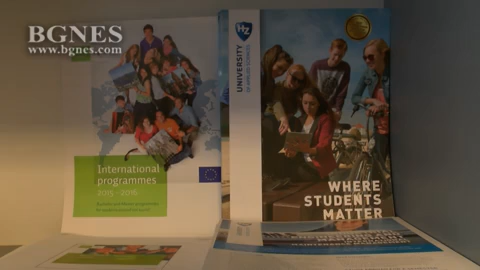 BGNES
www.bgnes.com
HZ
UNIVERSITY
OF APPLIED SCIENCES
International
programmes
2015 - 2016
WHERE
STUDENTS
MATTER